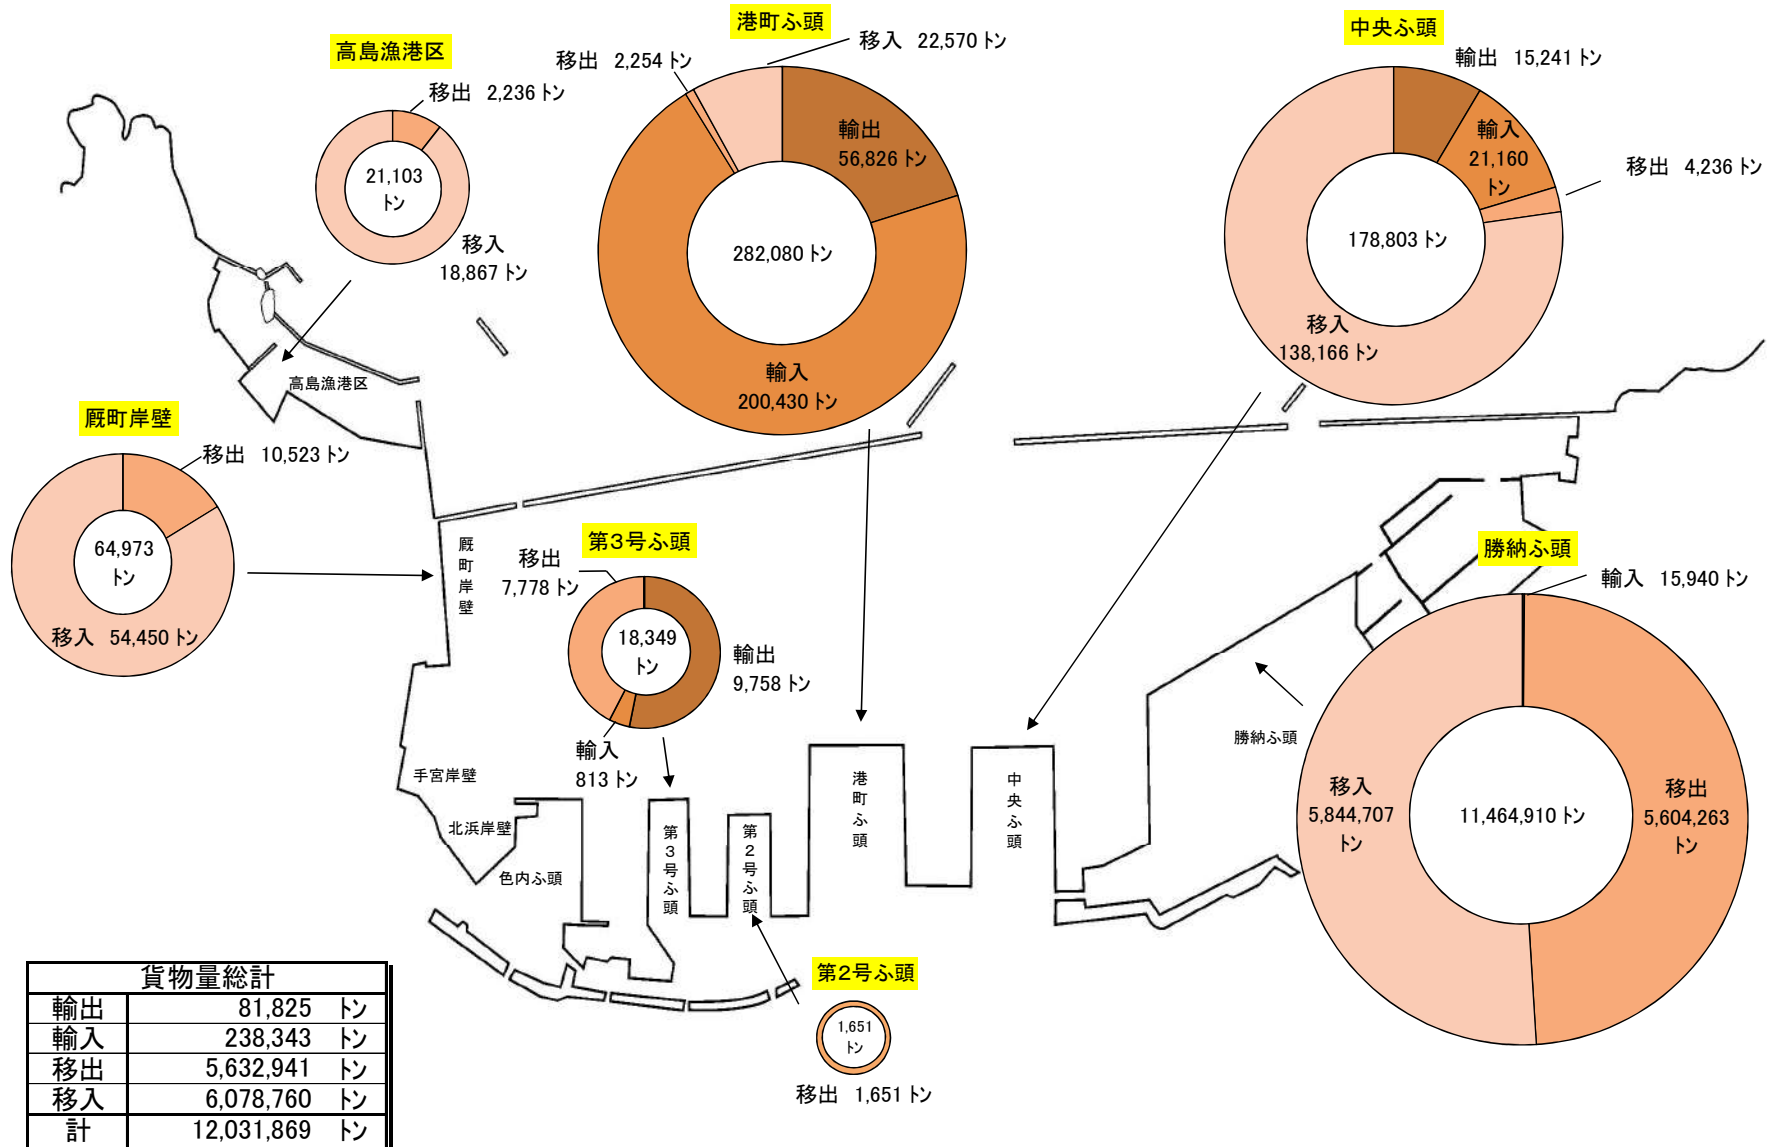 高島漁港区
移出 2,236 トン
21,103
トン
移入
18,867 トン
港町ふ頭
移入 22,570 トン
移出 2,254 トン
輸出
56,826 トン
282,080 トン
輸入
200,430 トン
中央ふ頭
輸出 15,241 トン
輸入
21,160
トン
移出 4,236 トン
178,803 トン
移入
138,166 トン
高島漁港区
厩町岸壁
移出 10,523 トン
64,973
トン
移入 54,450 トン
厩町岸壁
第3号ふ頭
移出
7,778 トン
18,349
トン
輸出
9,758 トン
輸入
813 トン
勝納ふ頭
輸入 15,940 トン
移入
5,844,707
トン
11,464,910 トン
移出
5,604,263
トン
勝納ふ頭
手宮岸壁
北浜岸壁
色内ふ頭
第3号ふ頭
第2号ふ頭
港町ふ頭
中央ふ頭
第2号ふ頭
1,651
トン
移出 1,651 トン
貨物量総計
輸出 81,825 トン
輸入 238,343 トン
移出 5,632,941 トン
移入 6,078,760 トン
計 12,031,869 トン